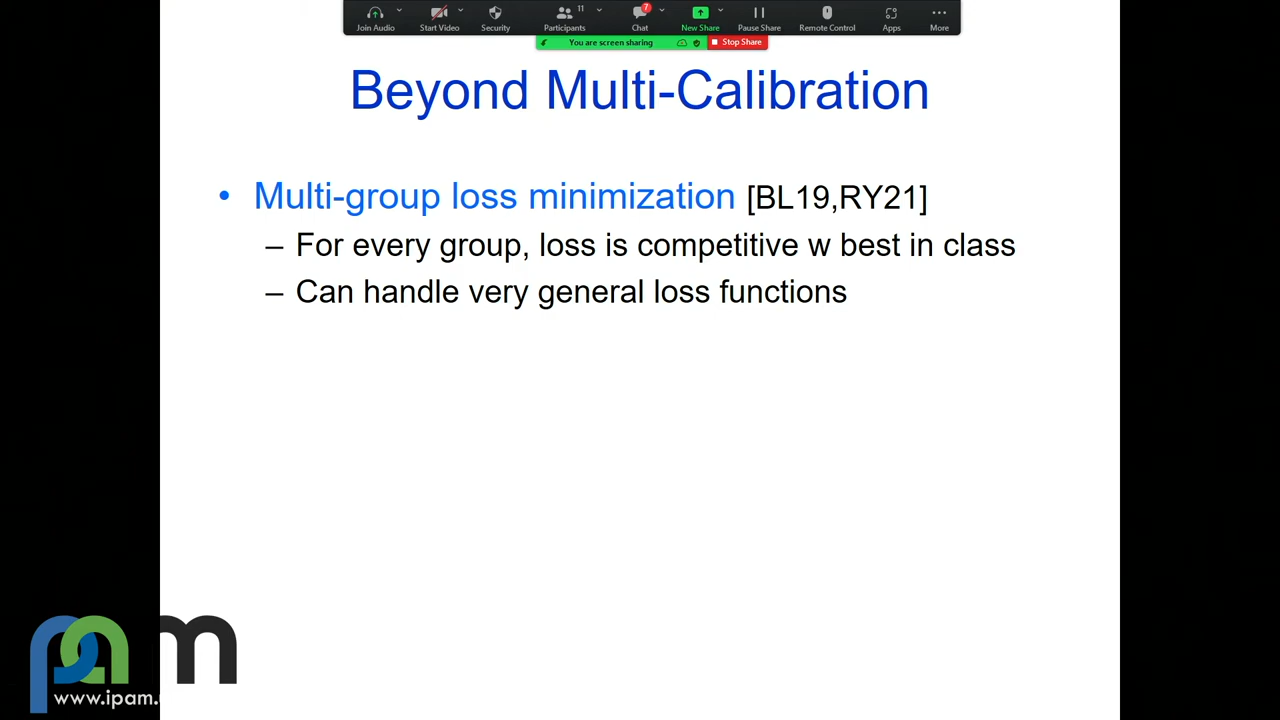 11
7
Join Audio
Start Video
Security
Participants
Chat
New Share
Pause Share
Remote Control
Apps
More
You are screen sharing
Stop Share
Beyond Multi-Calibration
• Multi-group loss minimization [BL19,RY21]
– For every group, loss is competitive w best in class
– Can handle very general loss functions
www.ipam.